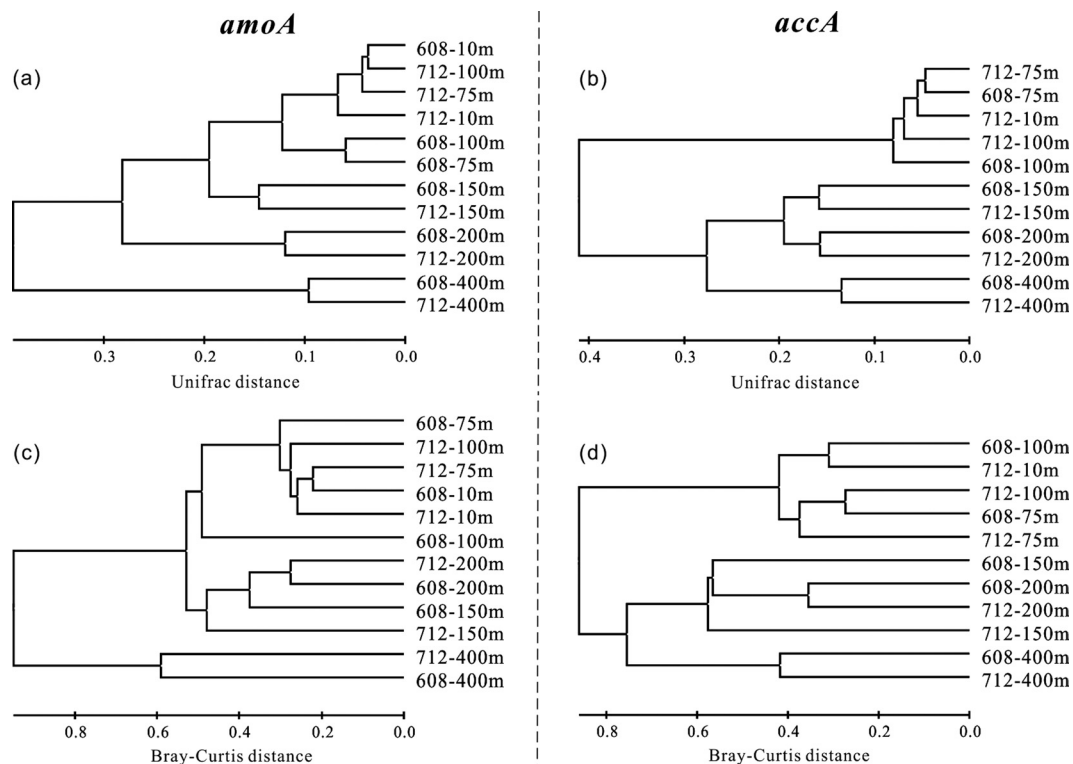 amoA
accA
(a)
608-10m
712-100m
712-75m
712-10m
608-100m
608-75m
608-150m
712-150m
608-200m
712-200m
608-400m
712-400m
0.3 0.2 0.1 0.0
Unifrac distance
(b)
712-75m
608-75m
712-10m
712-100m
608-100m
608-150m
712-150m
608-200m
712-200m
608-400m
712-400m
0.4 0.3 0.2 0.1 0.0
Unifrac distance
(c)
608-75m
712-100m
712-75m
608-10m
712-10m
608-100m
712-200m
608-200m
608-150m
712-150m
712-400m
608-400m
0.8 0.6 0.4 0.2 0.0
Bray-Curtis distance
(d)
608-100m
712-10m
712-100m
608-75m
712-75m
608-150m
608-200m
712-200m
712-150m
608-400m
712-400m
0.8 0.6 0.4 0.2 0.0
Bray-Curtis distance